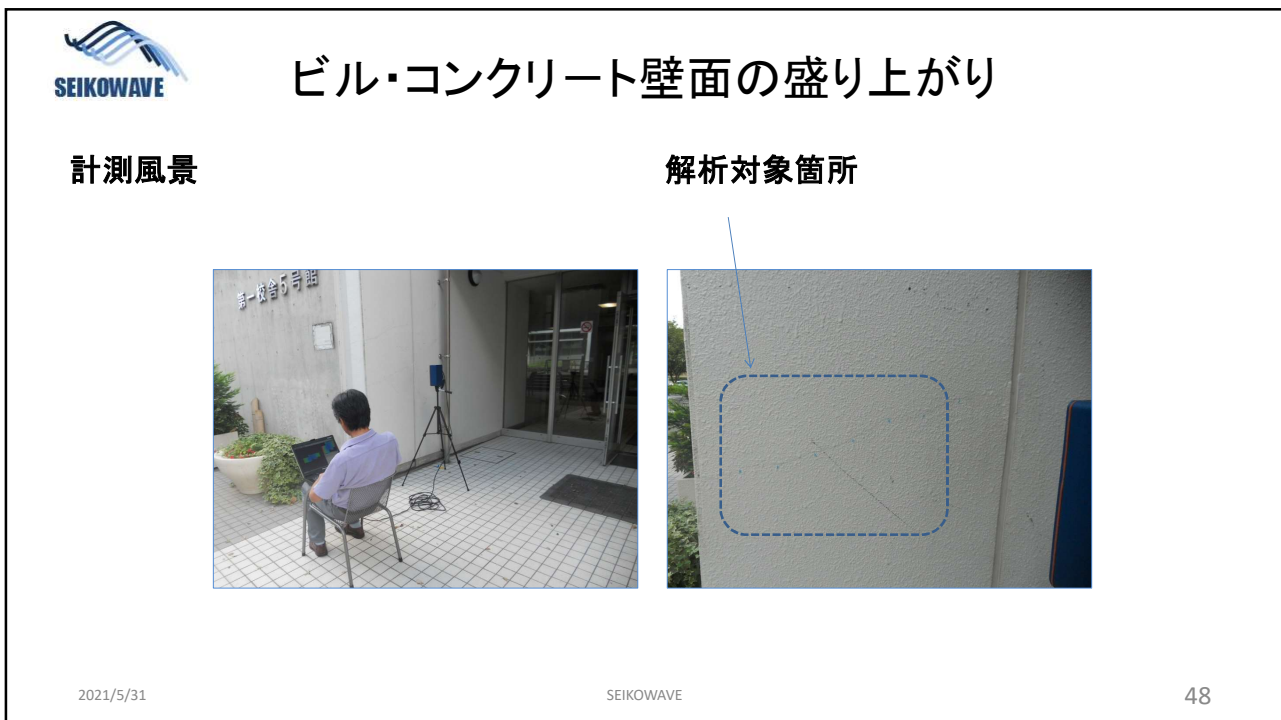 SEIKOWAVE
ビル・コンクリート壁面の盛り上がり
計測風景
解析対象箇所
第一校舎5号館
2021/5/31
SEIKOWAVE
48